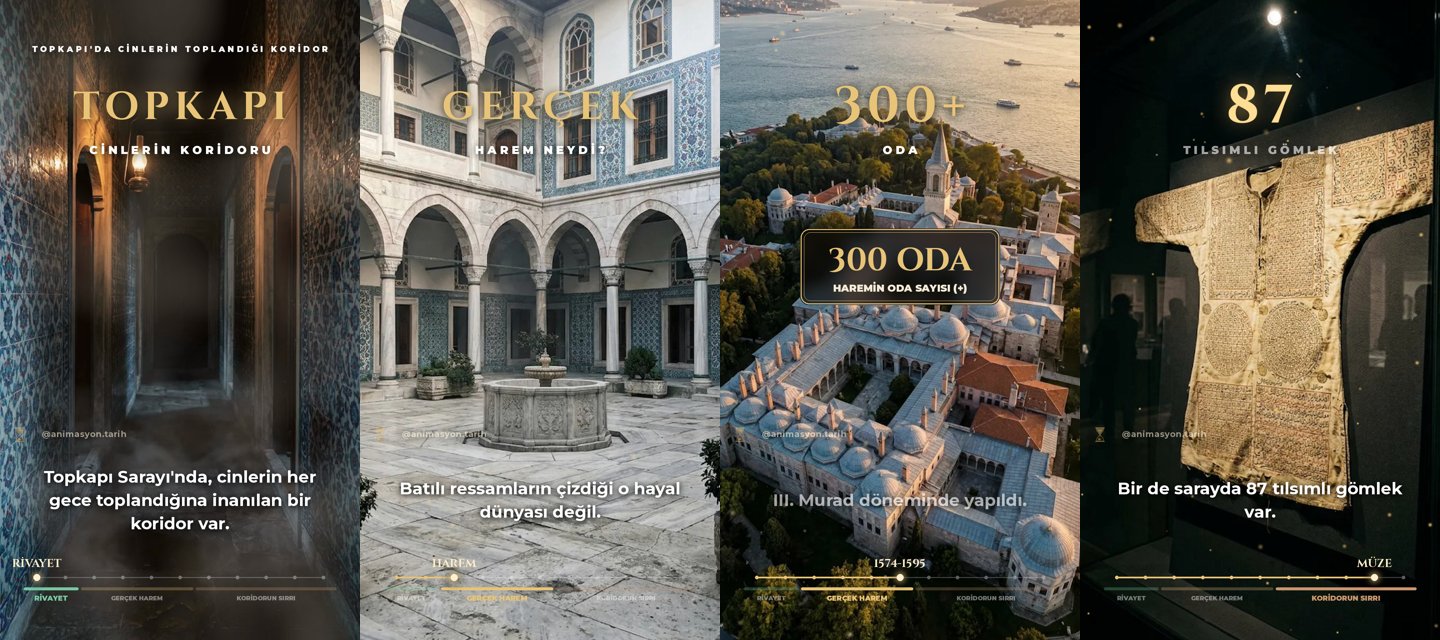 TOPKAPI'DA CİNLERİN TOPLANDIĞI KORİDOR
TOPKAPI
CİNLERİN KORİDORU
@animasyon.tarih
Topkapı Sarayı'nda, cinlerin her
gece toplandığına inanılan bir
koridor var.
RİVAYET
RİVAYET
GERÇEK HAREM
KORİDORUN SIRRI
GERÇEK
HAREM NEYDİ?
@animasyon.tarih
Batılı ressamların çizdiği o hayal
dünyası değil.
HAREM
RİVAYET
GERÇEK HAREM
KORİDORUN SIRRI
300+
ODA
300 ODA
HAREMİN ODA SAYISI (+)
@animasyon.tarih
III. Murad döneminde yapıldı.
1574-1595
RİVAYET
GERÇEK HAREM
KORİDORUN SIRRI
87
TILSIMLI GÖMLEK
@animasyon.tarih
Bir de sarayda 87 tılsımlı gömlek
var.
MÜZE
RİVAYET
GERÇEK HAREM
KORİDORUN SIRRI